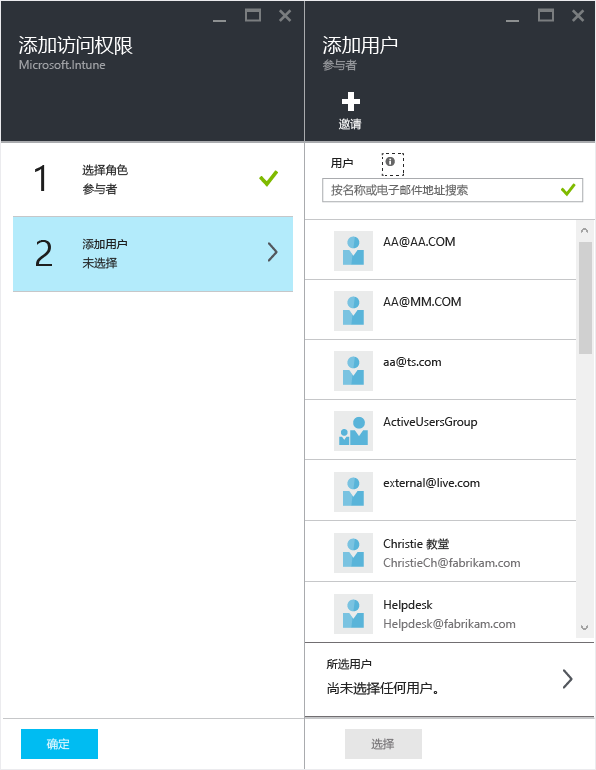 添加访问权限
Microsoft.Intune
1
选择角色
参与者
2
添加用户
未选择
确定
添加用户
参与者
邀请
用户
按名称或电子邮件地址搜索
AA@AA.COM
AA@MM.COM
aa@ts.com
ActiveUsersGroup
external@live.com
Christie 教堂
ChristieCh@fabrikam.com
Helpdesk
Helpdesk@fabrikam.com
所选用户
尚未选择任何用户。
选择